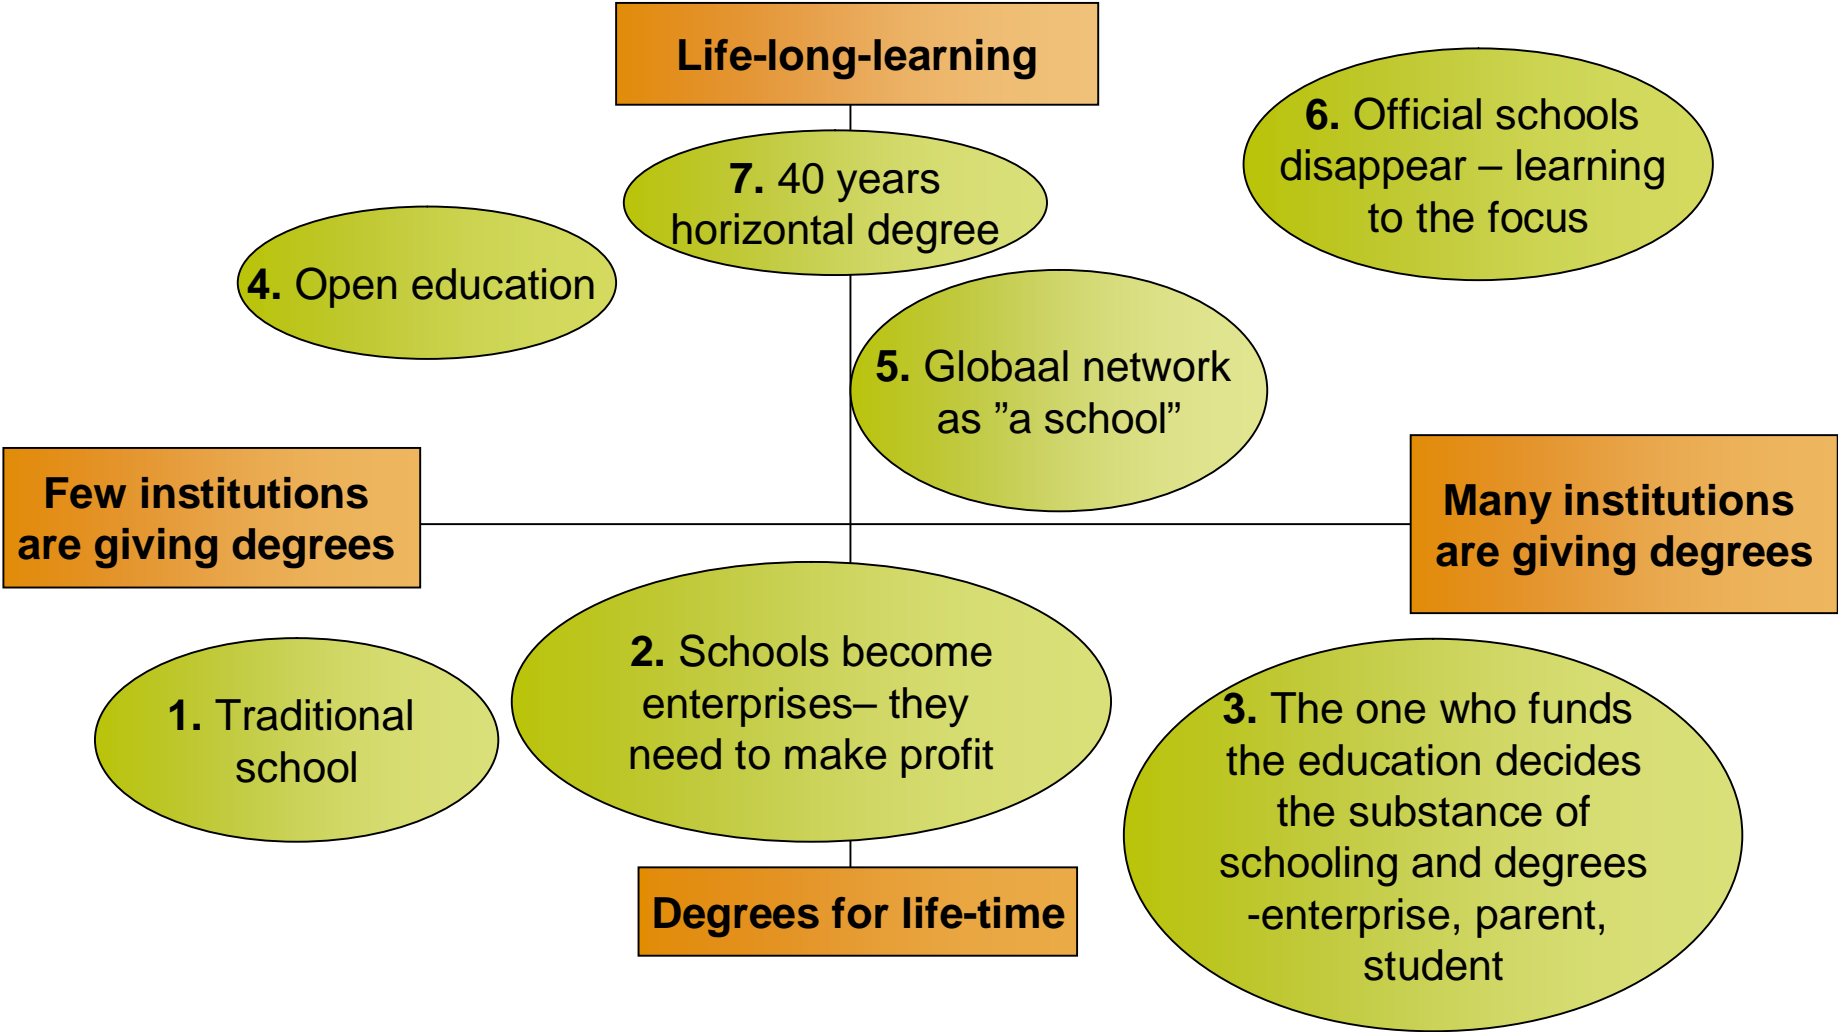 Life-long-learning
6. Official schools
disappear – learning
to the focus
7. 40 years
horizontal degree
4. Open education
5. Globaal network
as ”a school”
Few institutions
are giving degrees
Many institutions
are giving degrees
1. Traditional
school
2. Schools become
enterprises– they
need to make profit
3. The one who funds
the education decides
the substance of
schooling and degrees
-enterprise, parent,
student
Degrees for life-time